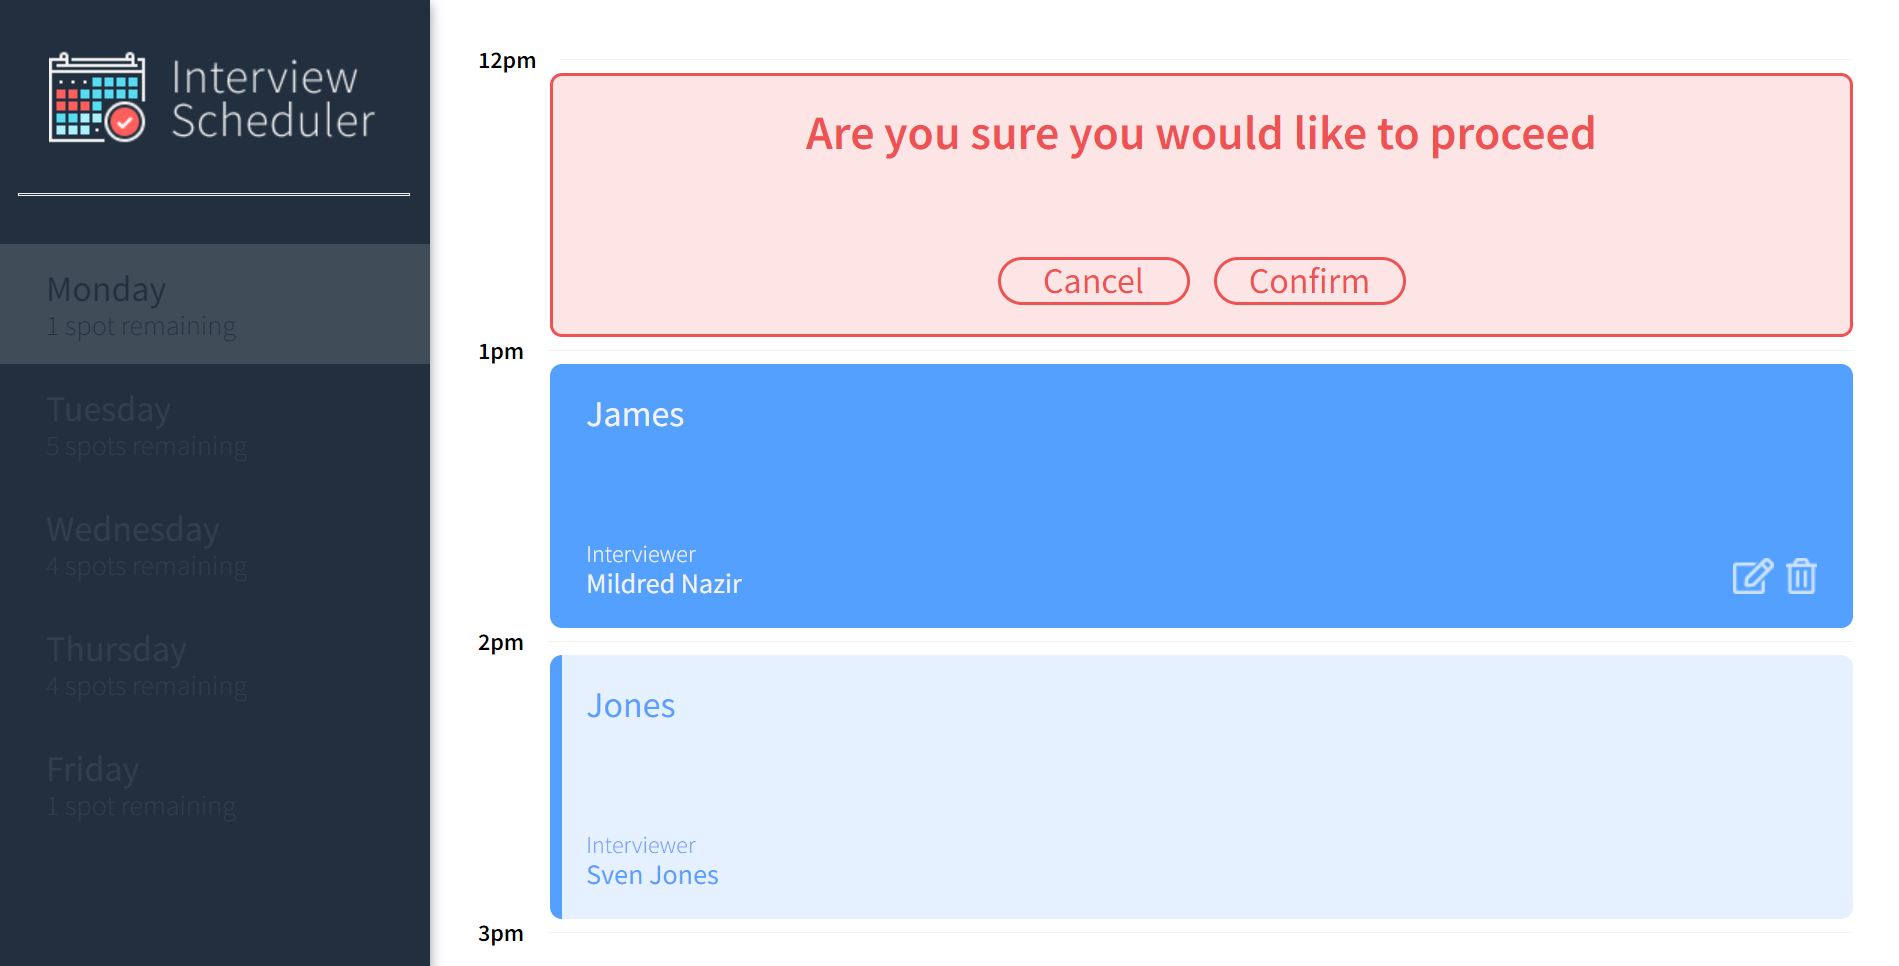 Interview
Scheduler
Monday
1 spot remaining
Tuesday
5 spots remaining
Wednesday
4 spots remaining
Thursday
4 spots remaining
Friday
1 spot remaining
12pm
Are you sure you would like to proceed
Cancel Confirm
1pm
James
Interviewer
Mildred Nazir
2pm
Jones
Interviewer
Sven Jones
3pm